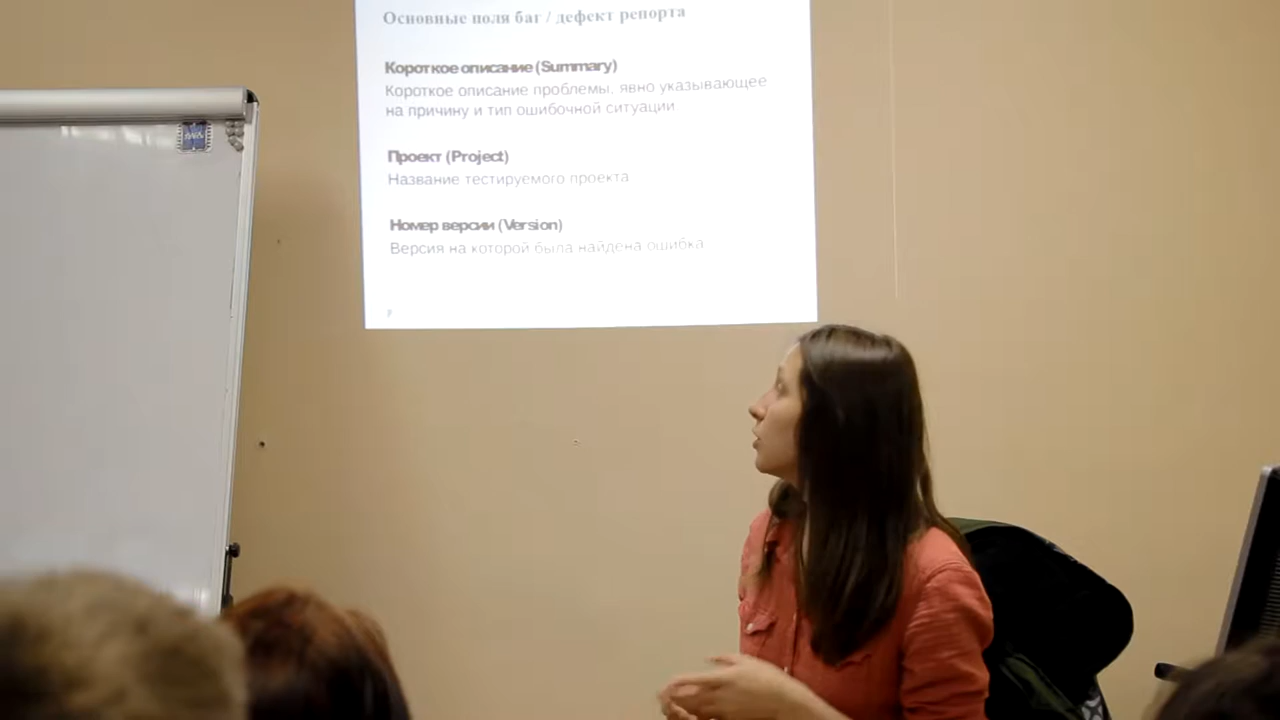 Основные поля баг / дефект репорта
Короткое описание (Summary)
Короткое описание проблемы, явно указывающее
на причину и тип ошибочной ситуации
Проект (Project)
Название тестируемого проекта
Номер версии (Version)
Версия на которой была найдена ошибка